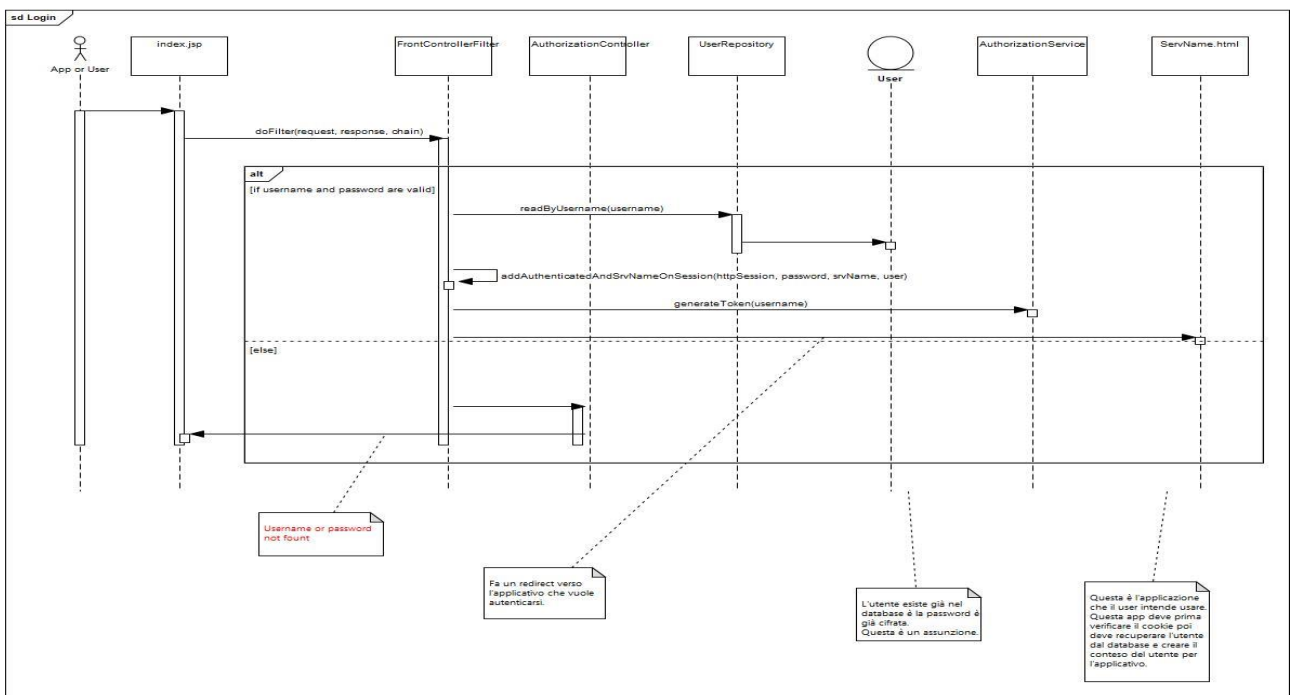 sd Login
App or User
index.jsp
FrontControllerFilter
AuthorizationController
UserRepository
User
AuthorizationService
ServName.html
doFilter(request, response, chain)
alt
[if username and password are valid]
readByUsername(username)
addAuthenticatedAndSrvNameOnSession(httpSession, password, srvName, user)
generateToken(username)
[else]
Username or password
not fount
Fa un redirect verso
l'applicativo che vuole
autenticarsi.
L'utente esiste già nel
database è la password è
già cifrata.
Questa è un assunzione.
Questa è l'applicazione
che il user intende usare.
Questa app deve prima
verificare il cookie poi
deve recuperare l'utente
dal database e creare il
conteso del utente per
l'applicativo.